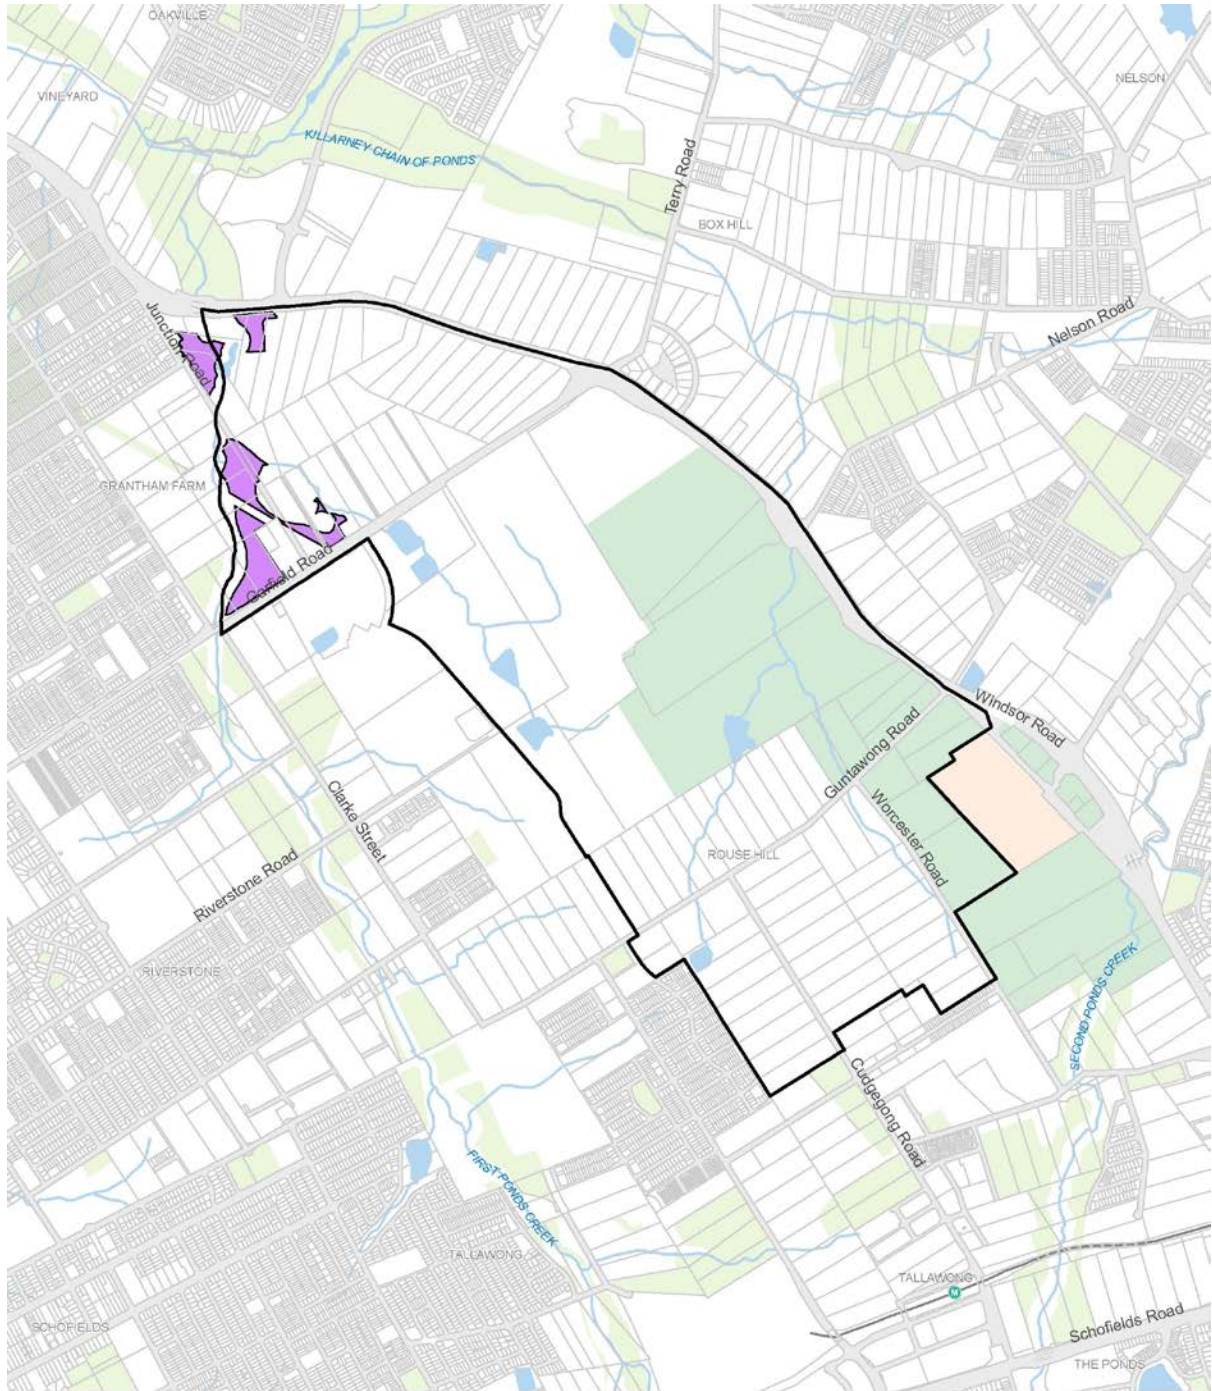 OAKVILLE
NELSON
VINEYARD
KILLARNEY CHAIN OF PONDS
Terry Road
BOX HILL
Junction Road
Nelson Road
GRANTHAM FARM
Garfield Road
Windsor Road
Guntawong Road
Clarke Street
Worcester Road
ROUSE HILL
Riverstone Road
RIVERSTONE
SECOND PONDS CREEK
Cudgegong Road
FIRST PONDS CREEK
TALLAWONG
TALLAWONG
M
SCHOFIELDS
Schofields Road
THE PONDS